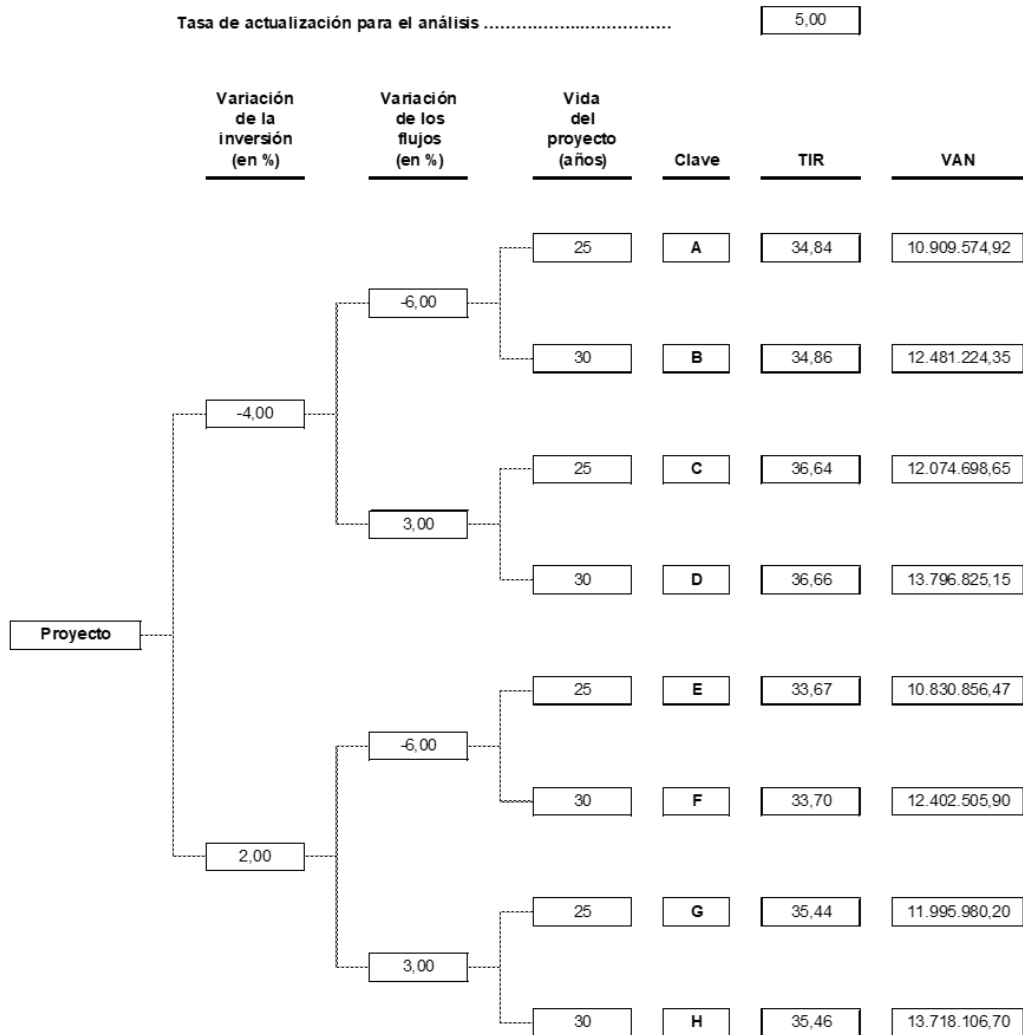 Tasa de actualización para el análisis ...................................... 5,00
Variación de la inversión (en %) Variación de los flujos (en %) Vida del proyecto (años) Clave TIR VAN
25 A 34,84 10.909.574,92
-6,00
30 B 34,86 12.481.224,35
-4,00
25 C 36,64 12.074.698,65
3,00
30 D 36,66 13.796.825,15
Proyecto
25 E 33,67 10.830.856,47
-6,00
30 F 33,70 12.402.505,90
2,00
25 G 35,44 11.995.980,20
3,00
30 H 35,46 13.718.106,70